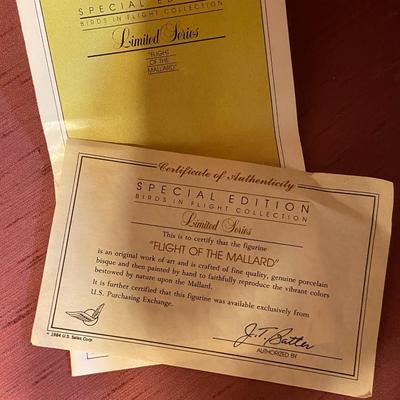 SPECIAL EDITION
BIRDS IN FLIGHT COLLECTION
Limited Series
"FLIGHT
OF THE
MALLARD"
Certificate of Authenticity
SPECIAL EDITION
BIRDS IN FLIGHT COLLECTION
Limited Series
This is to certify that the figurine
"FLIGHT OF THE MALLARD"
is an original work of art and is crafted of fine quality, genuine porcelain
bisque and then painted by hand to faithfully reproduce the vibrant colors
bestowed by nature upon the Mallard.
It is further certified that this figurine was available exclusively from
U.S. Purchasing Exchange.
J.T. Batter
AUTHORIZED BY
© 1984 U.S. Sales Corp.